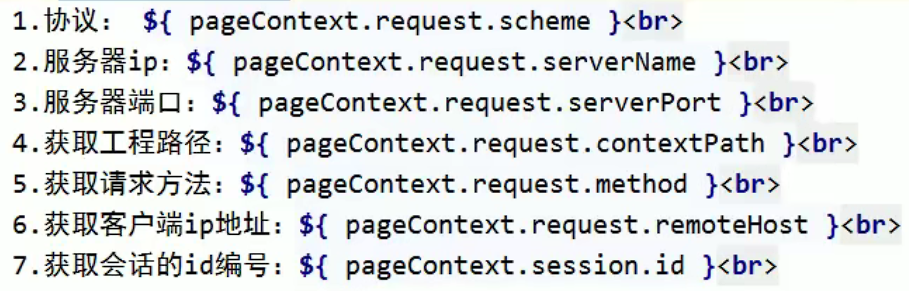 1.协议： ${ pageContext.request.scheme }<br>
2.服务器ip：${ pageContext.request.serverName }<br>
3.服务器端口：${ pageContext.request.serverPort }<br>
4.获取工程路径：${ pageContext.request.contextPath }<br>
5.获取请求方法：${ pageContext.request.method }<br>
6.获取客户端ip地址：${ pageContext.request.remoteHost }<br>
7.获取会话的id编号：${ pageContext.session.id }<br>